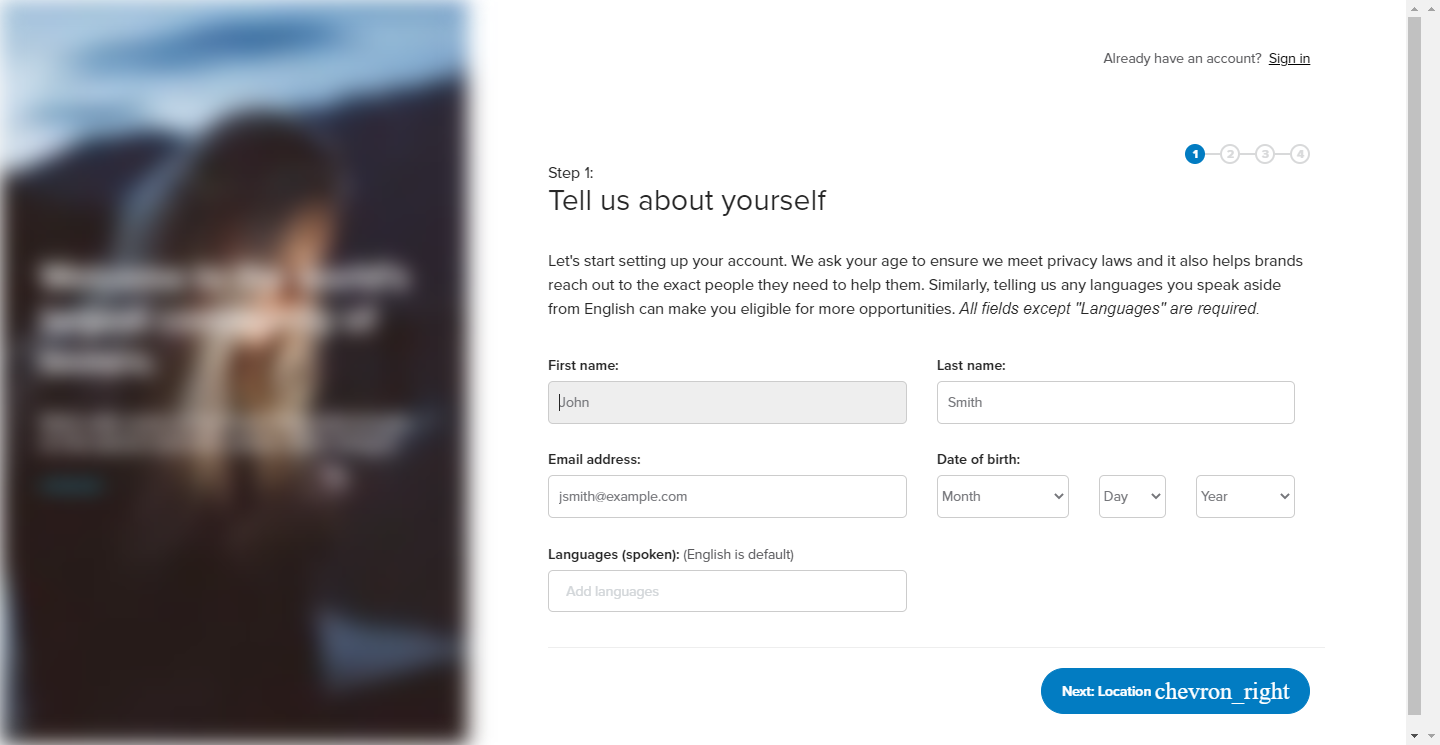 Already have an account? Sign in
1 2 3 4
Step 1:
Tell us about yourself
Let's start setting up your account. We ask your age to ensure we meet privacy laws and it also helps brands
reach out to the exact people they need to help them. Similarly, telling us any languages you speak aside
from English can make you eligible for more opportunities. All fields except "Languages" are required.
First name:
Last name:
John
Smith
Email address:
Date of birth:
jsmith@example.com
Month
Day
Year
Languages (spoken): (English is default)
Add languages
Next: Location chevron_right